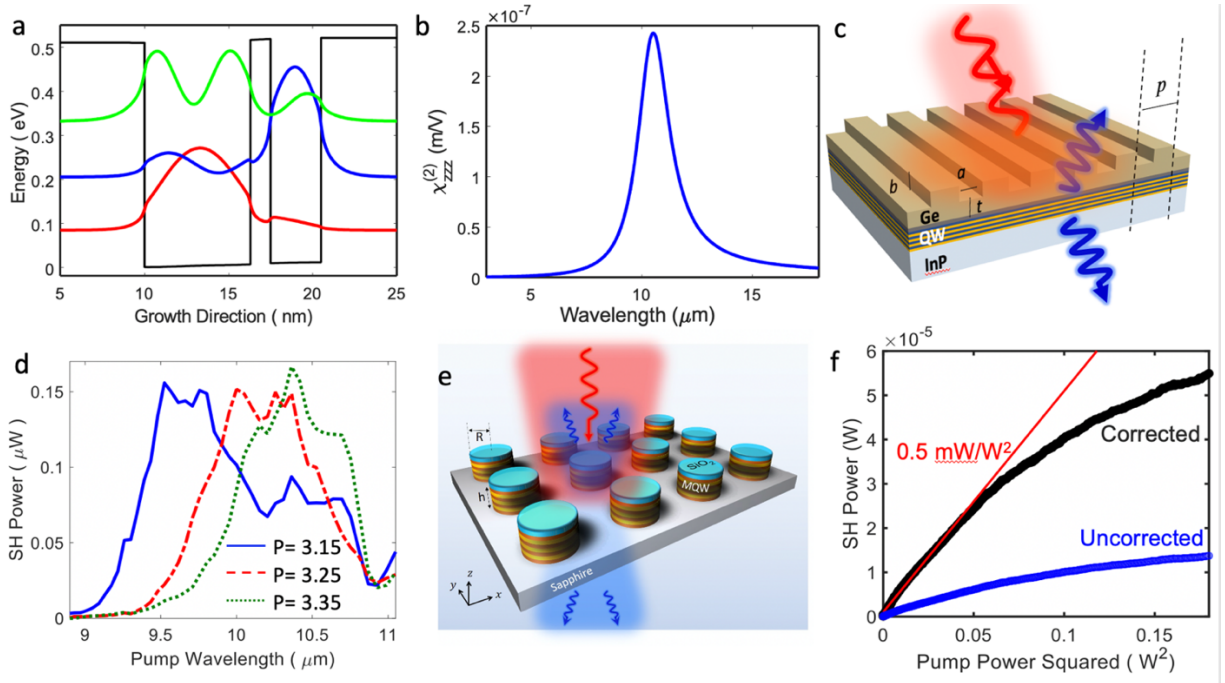 a
0.5
0.4
0.3
0.2
0.1
0
5
10
15
20
25
Energy ( eV)
Growth Direction ( nm)
b
×10⁻⁷
2.5
2
1.5
1
0.5
0
5
10
15
χ⁽²⁾zzz (m/V)
Wavelength (μm)
c
p
a
b
t
Ge
QW
InP
d
0.15
0.1
0.05
0
9
9.5
10
10.5
11
SH Power ( μW)
Pump Wavelength ( μm)
P= 3.15
P= 3.25
P= 3.35
e
R
h
SiO₂
MQW
Sapphire
z
y
x
f
×10⁻⁵
6
5
4
3
2
1
0
0
0.05
0.1
0.15
SH Power (W)
Pump Power Squared ( W²)
0.5 mW/W²
Corrected
Uncorrected